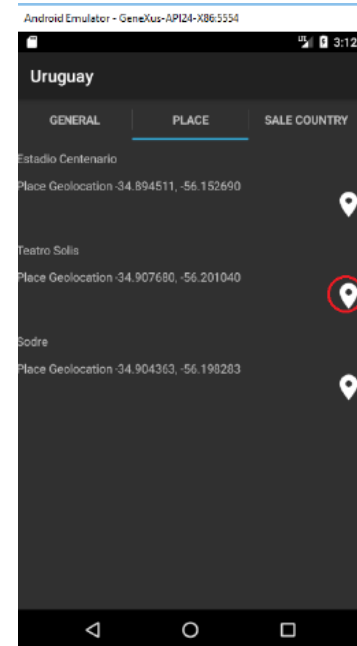 Android Emulator - GeneXus-API24-X86:5554
3:12
Uruguay
GENERAL PLACE SALE COUNTRY
Estadio Centenario
Place Geolocation -34.894511, -56.152690
Teatro Solis
Place Geolocation -34.907680, -56.201040
Sodre
Place Geolocation -34.904363, -56.198283